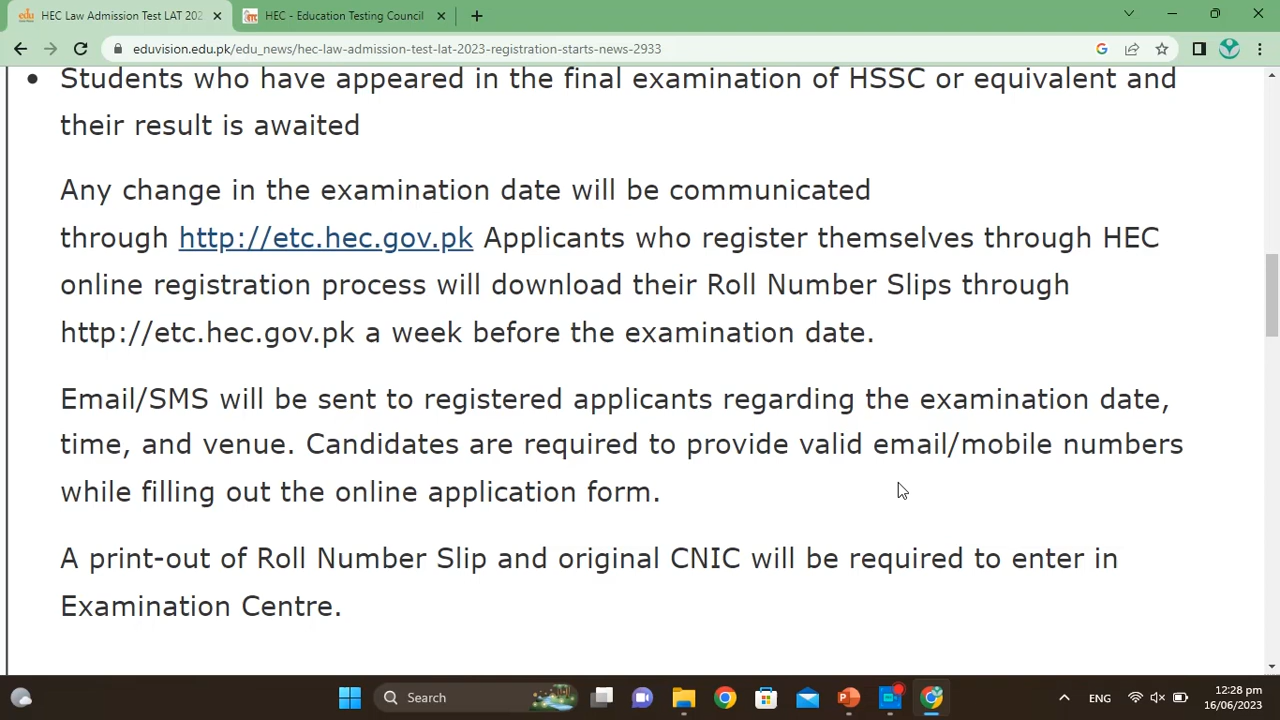 HEC Law Admission Test LAT 202
HEC - Education Testing Council
eduvision.edu.pk/edu_news/hec-law-admission-test-lat-2023-registration-starts-news-2933
Students who have appeared in the final examination of HSSC or equivalent and
their result is awaited
Any change in the examination date will be communicated
through http://etc.hec.gov.pk Applicants who register themselves through HEC
online registration process will download their Roll Number Slips through
http://etc.hec.gov.pk a week before the examination date.
Email/SMS will be sent to registered applicants regarding the examination date,
time, and venue. Candidates are required to provide valid email/mobile numbers
while filling out the online application form.
A print-out of Roll Number Slip and original CNIC will be required to enter in
Examination Centre.
Search
ENG
12:28 pm
16/06/2023